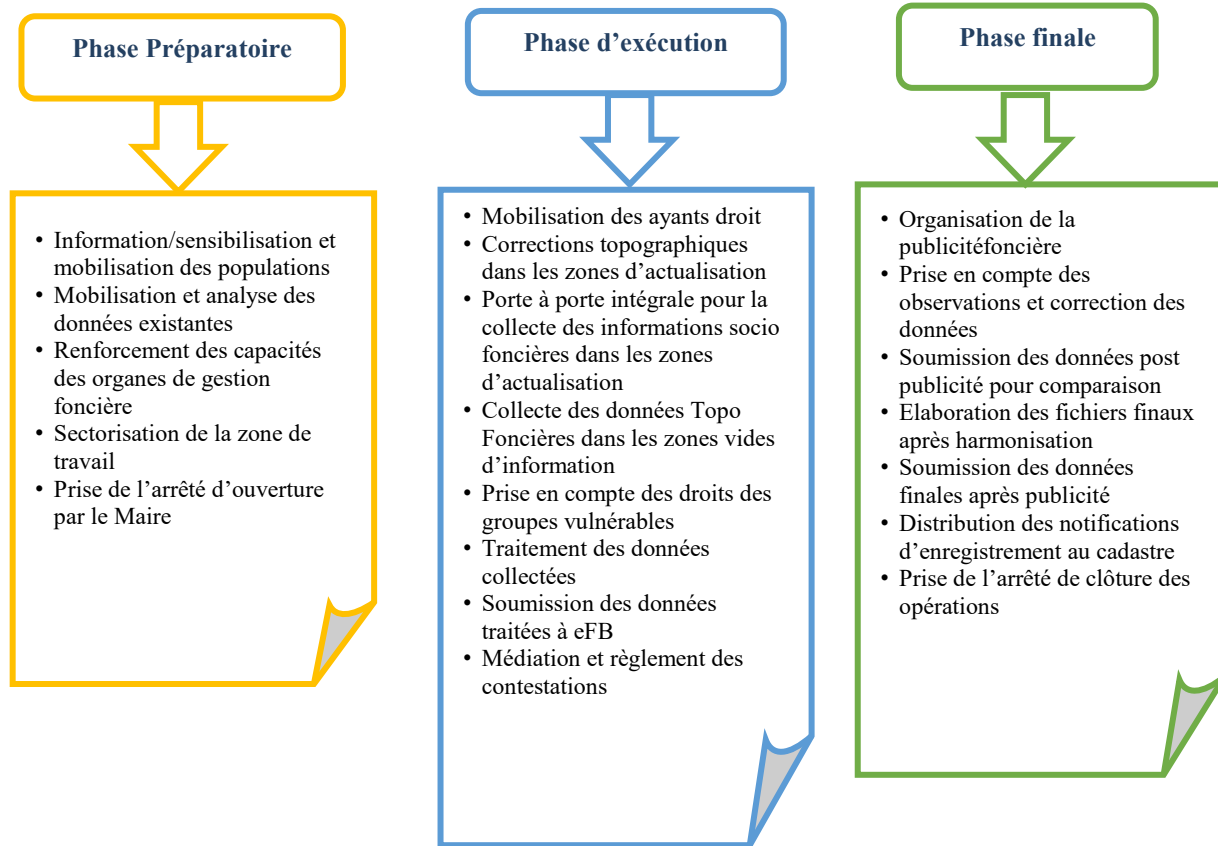 Phase Préparatoire
• Information/sensibilisation et
mobilisation des populations
• Mobilisation et analyse des
données existantes
• Renforcement des capacités
des organes de gestion
foncière
• Sectorisation de la zone de
travail
• Prise de l’arrêté d’ouverture
par le Maire
Phase d’exécution
• Mobilisation des ayants droit
• Corrections topographiques
dans les zones d’actualisation
• Porte à porte intégrale pour la
collecte des informations socio
foncières dans les zones
d’actualisation
• Collecte des données Topo
Foncières dans les zones vides
d’information
• Prise en compte des droits des
groupes vulnérables
• Traitement des données
collectées
• Soumission des données
traitées à eFB
• Médiation et règlement des
contestations
Phase finale
• Organisation de la
publicitéfoncière
• Prise en compte des
observations et correction des
données
• Soumission des données post
publicité pour comparaison
• Elaboration des fichiers finaux
après harmonisation
• Soumission des données
finales après publicité
• Distribution des notifications
d’enregistrement au cadastre
• Prise de l’arrêté de clôture des
opérations